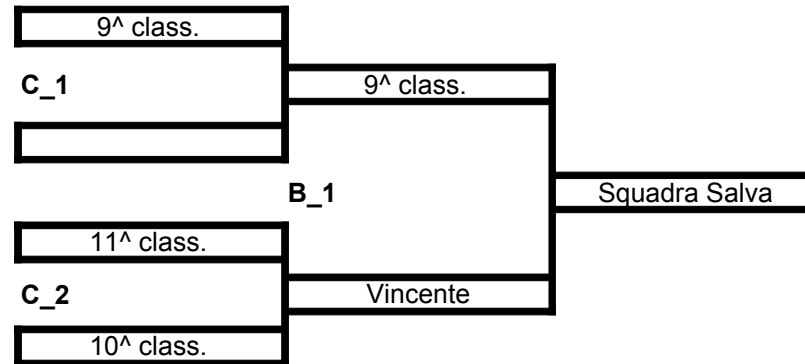 9^ class.
C_1
9^ class.
B_1
Squadra Salva
11^ class.
C_2
Vincente
10^ class.